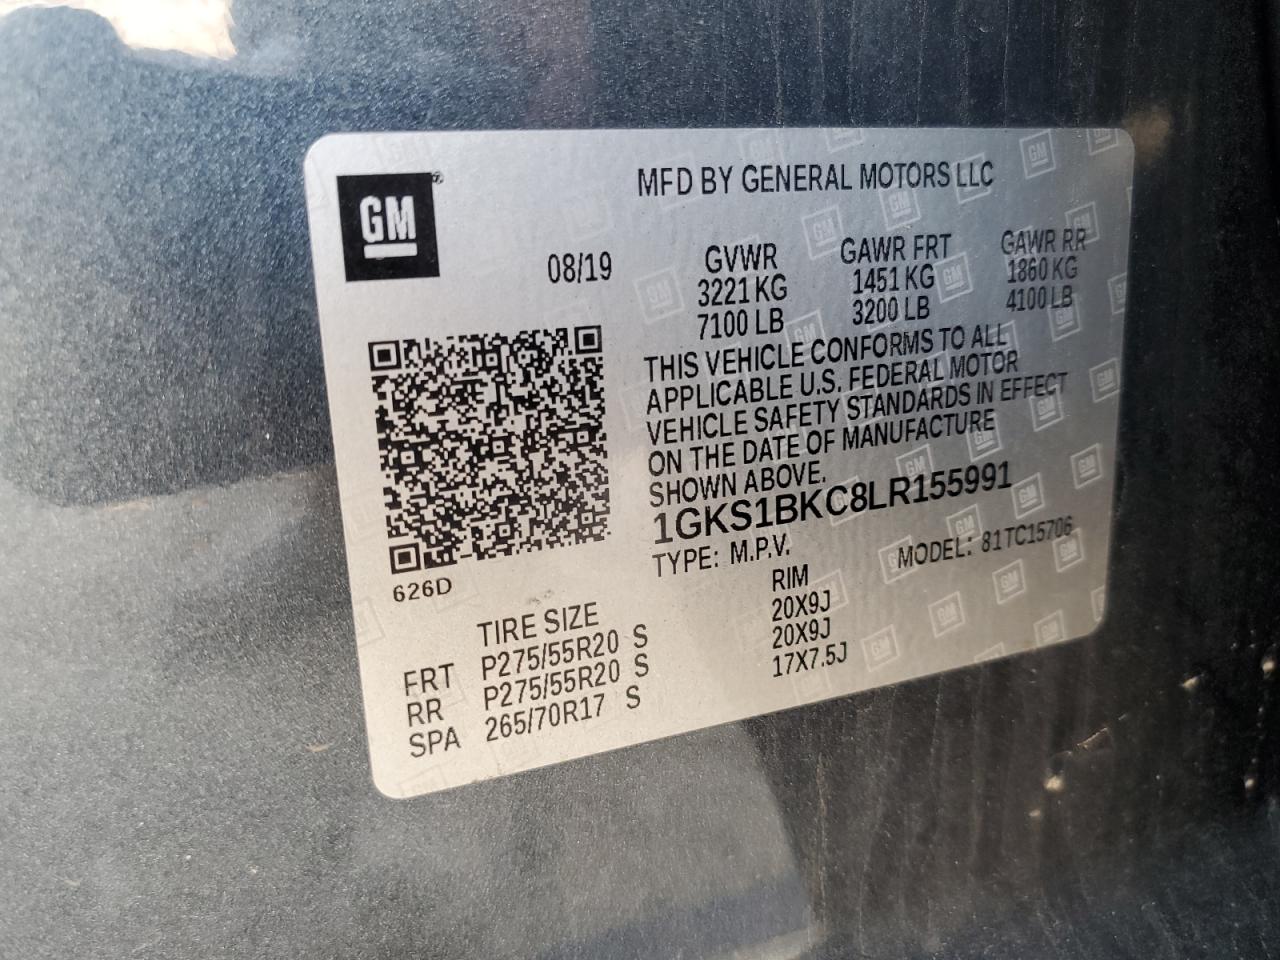 GM
MFD BY GENERAL MOTORS LLC
08/19
GVWR GAWR FRT GAWR RR
3221 KG 1451 KG 1860 KG
7100 LB 3200 LB 4100 LB
THIS VEHICLE CONFORMS TO ALL
APPLICABLE U.S. FEDERAL MOTOR
VEHICLE SAFETY STANDARDS IN EFFECT
ON THE DATE OF MANUFACTURE
SHOWN ABOVE.
1GKS1BKC8LR155991
TYPE: M.P.V. MODEL: 81TC15706
626D
TIRE SIZE RIM
FRT P275/55R20 S 20X9J
RR P275/55R20 S 20X9J
SPA 265/70R17 S 17X7.5J